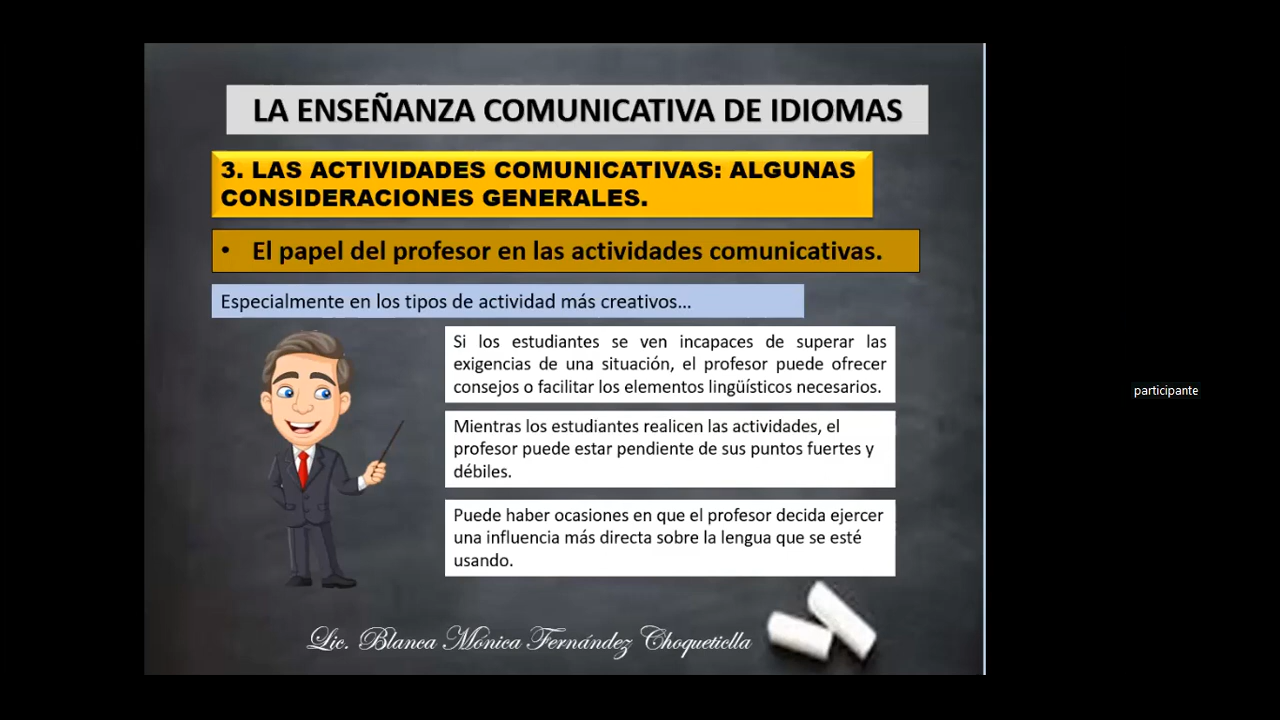 LA ENSEÑANZA COMUNICATIVA DE IDIOMAS
3. LAS ACTIVIDADES COMUNICATIVAS: ALGUNAS
CONSIDERACIONES GENERALES.
• El papel del profesor en las actividades comunicativas.
Especialmente en los tipos de actividad más creativos...
Si los estudiantes se ven incapaces de superar las
exigencias de una situación, el profesor puede ofrecer
consejos o facilitar los elementos lingüísticos necesarios.
Mientras los estudiantes realicen las actividades, el
profesor puede estar pendiente de sus puntos fuertes y
débiles.
Puede haber ocasiones en que el profesor decida ejercer
una influencia más directa sobre la lengua que se esté
usando.
Lic. Blanca Mónica Fernández Choqueticlla
participante